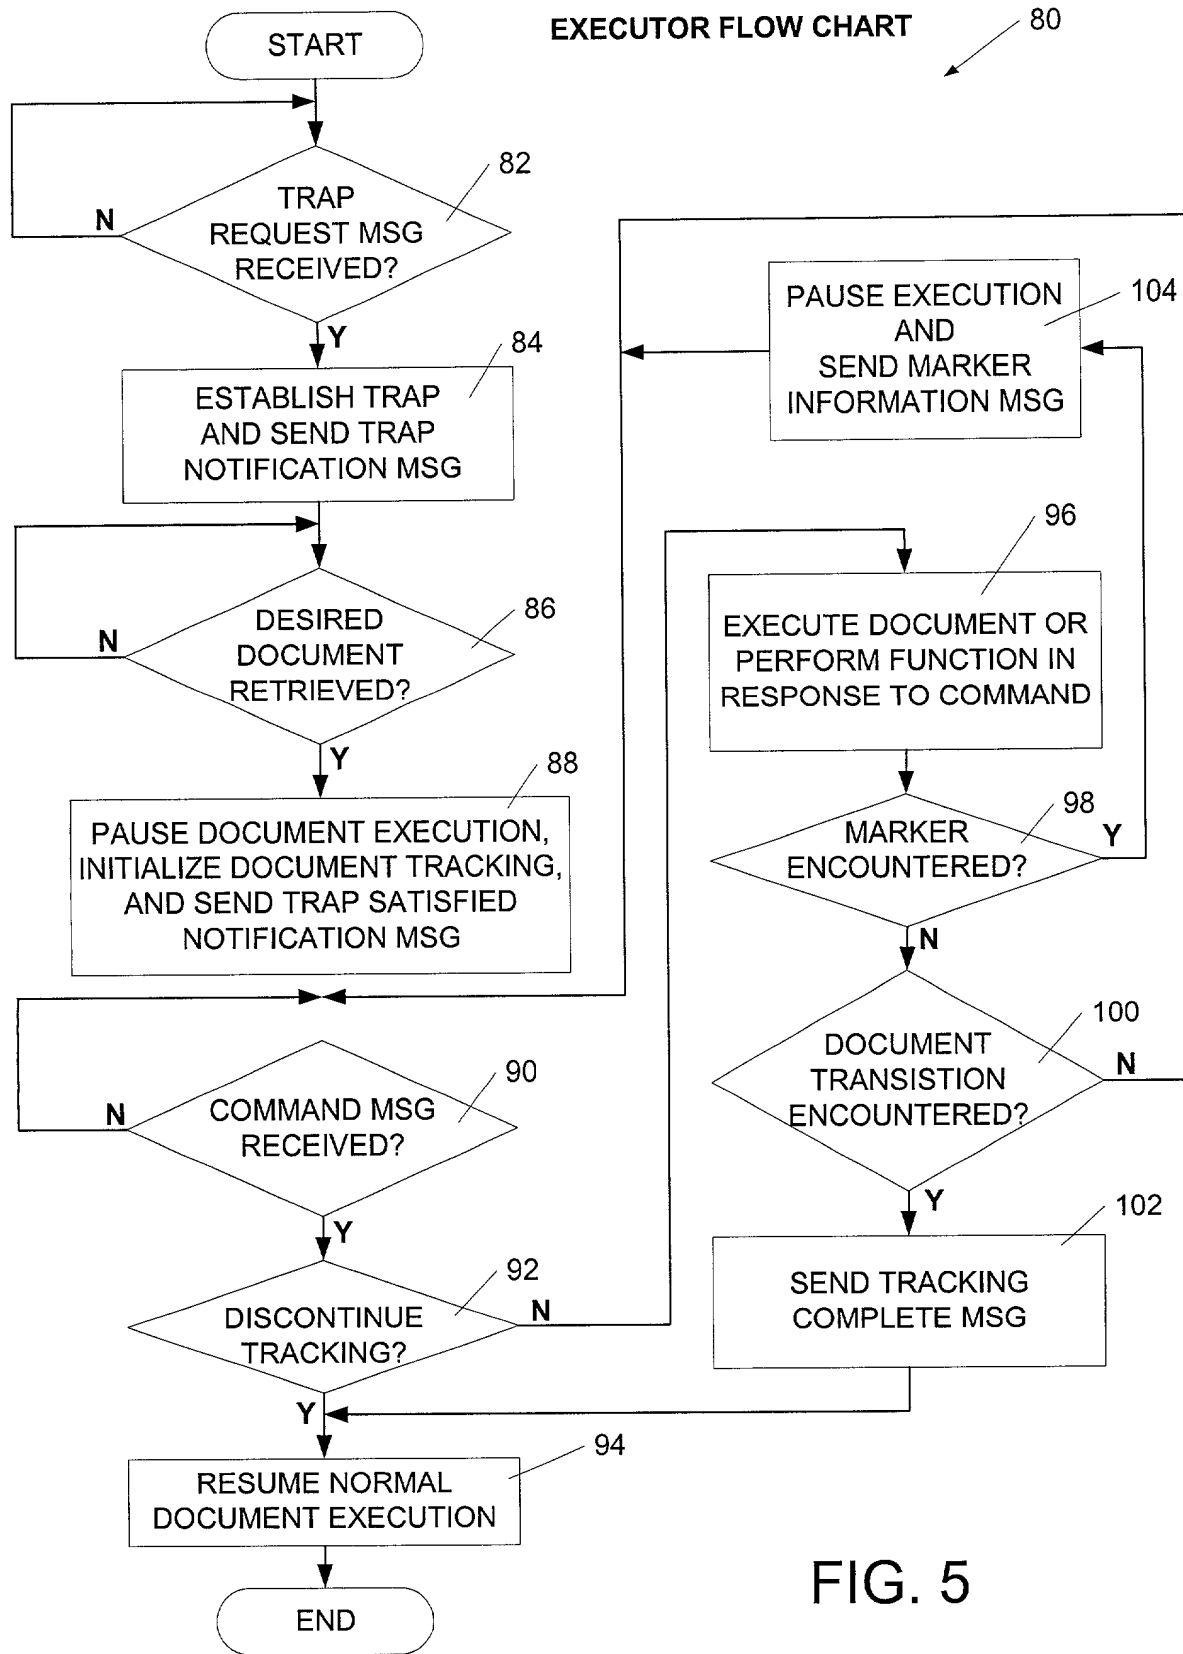 EXECUTOR FLOW CHART
80
START
82
TRAP
REQUEST MSG
RECEIVED?
N
Y
84
ESTABLISH TRAP
AND SEND TRAP
NOTIFICATION MSG
86
DESIRED
DOCUMENT
RETRIEVED?
N
Y
88
PAUSE DOCUMENT EXECUTION,
INITIALIZE DOCUMENT TRACKING,
AND SEND TRAP SATISFIED
NOTIFICATION MSG
90
COMMAND MSG
RECEIVED?
N
Y
92
DISCONTINUE
TRACKING?
N
Y
94
RESUME NORMAL
DOCUMENT EXECUTION
END
104
PAUSE EXECUTION
AND
SEND MARKER
INFORMATION MSG
96
EXECUTE DOCUMENT OR
PERFORM FUNCTION IN
RESPONSE TO COMMAND
98
MARKER
ENCOUNTERED?
Y
N
100
DOCUMENT
TRANSISTION
ENCOUNTERED?
N
Y
102
SEND TRACKING
COMPLETE MSG
FIG. 5